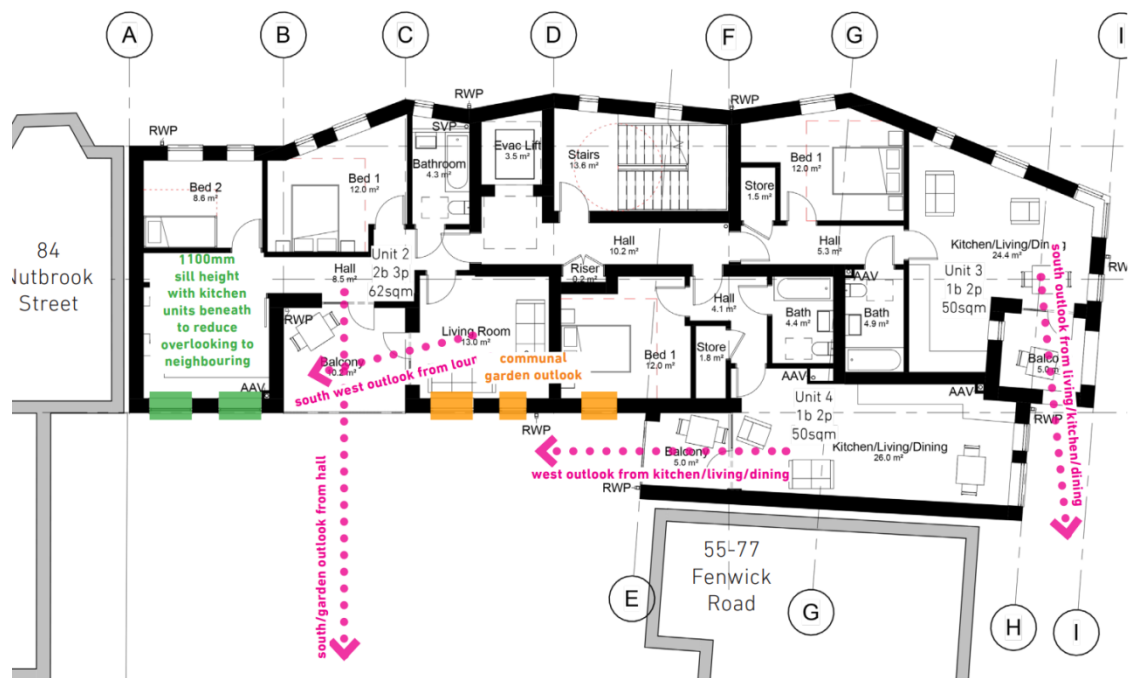 A
B
C
D
F
G
I
RWP
RWP
RWP
SVP
Evac Lift
3.5 m²
Stairs
13.6 m²
Bathroom
4.3 m²
Bed 1
12.0 m²
Bed 2
8.6 m²
Bed 1
12.0 m²
Store
1.5 m²
84
Nutbrook
Street
1100mm
sill height
with kitchen
units beneath
to reduce
overlooking to
neighbouring
Unit 2
2b 3p
62sqm
Hall
8.5 m²
Hall
10.2 m²
Hall
5.3 m²
Kitchen/Living/Dining
24.4 m²
Unit 3
1b 2p
50sqm
Riser
0.2 m²
AAV
Hall
4.1 m²
Bath
4.4 m²
Bath
4.9 m²
Store
1.8 m²
RWP
Living Room
13.0 m²
Balcony
south west outlook from lour
communal
garden outlook
Bed 1
12.0 m²
Balco
5.0 m
south outlook from living/kitchen/dining
AAV
AAV
AAV
RWP
RWP
Unit 4
1b 2p
50sqm
Kitchen/Living/Dining
26.0 m²
Balcony
5.0 m²
west outlook from kitchen/living/dining
RWP
south/garden outlook from hall
55-77
Fenwick
Road
E
G
H
I